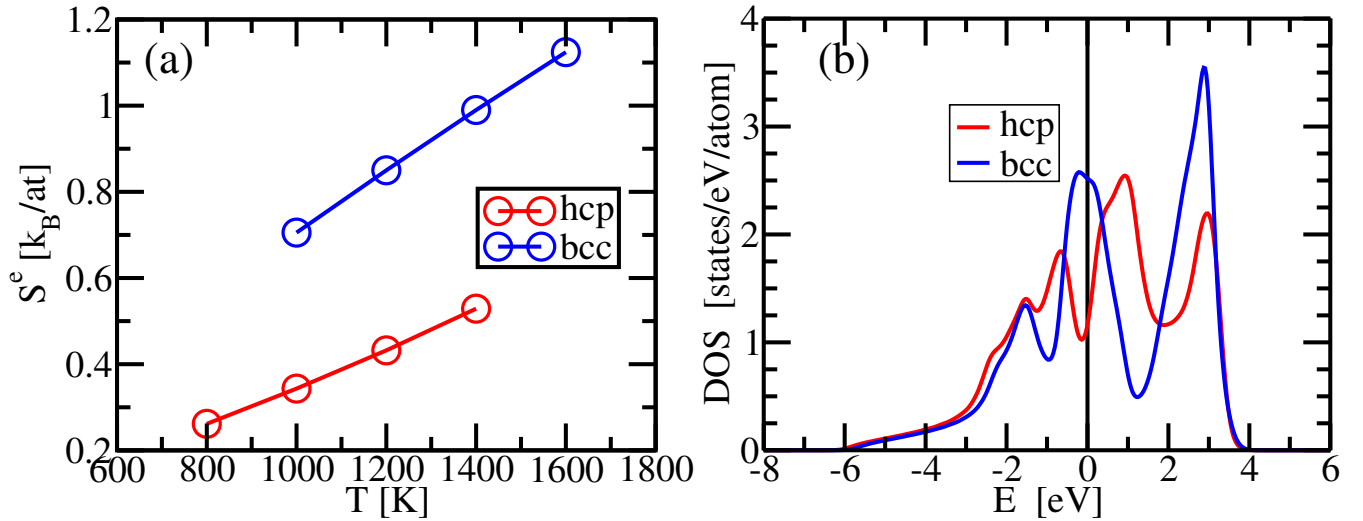 (a)
1.2
1
0.8
0.6
0.4
0.2
S^e [k_B/at]
hcp
bcc
600 800 1000 1200 1400 1600 1800
T [K]
(b)
4
3
2
1
0
DOS [states/eV/atom]
hcp
bcc
-8 -6 -4 -2 0 2 4 6
E [eV]